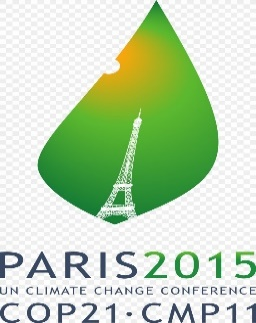 PARIS2015
UN CLIMATE CHANGE CONFERENCE
COP21·CMP11